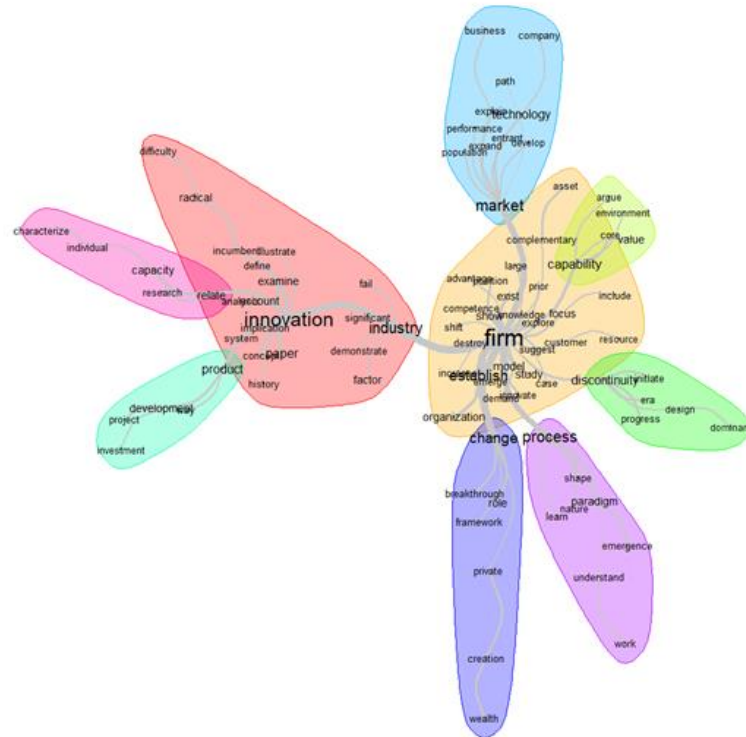 business
company
path
explain
technology
performance
entrant
develop
expand
population
market
difficulty
radical
incumbent
illustrate
define
examine
characterize
individual
capacity
research
relate
account
innovation
implication
system
paper
concept
history
product
fail
significant
industry
demonstrate
factor
development
way
project
investment
asset
argue
environment
core
value
complementary
capability
large
advantage
position
prior
exist
include
competence
show
knowledge
focus
shift
explore
firm
resource
destroy
customer
suggest
model
establish
study
emerge
case
innovate
demand
organization
discontinuity
initiate
era
design
progress
change
process
breakthrough
role
framework
private
creation
wealth
shape
paradigm
nature
learn
emergence
understand
work